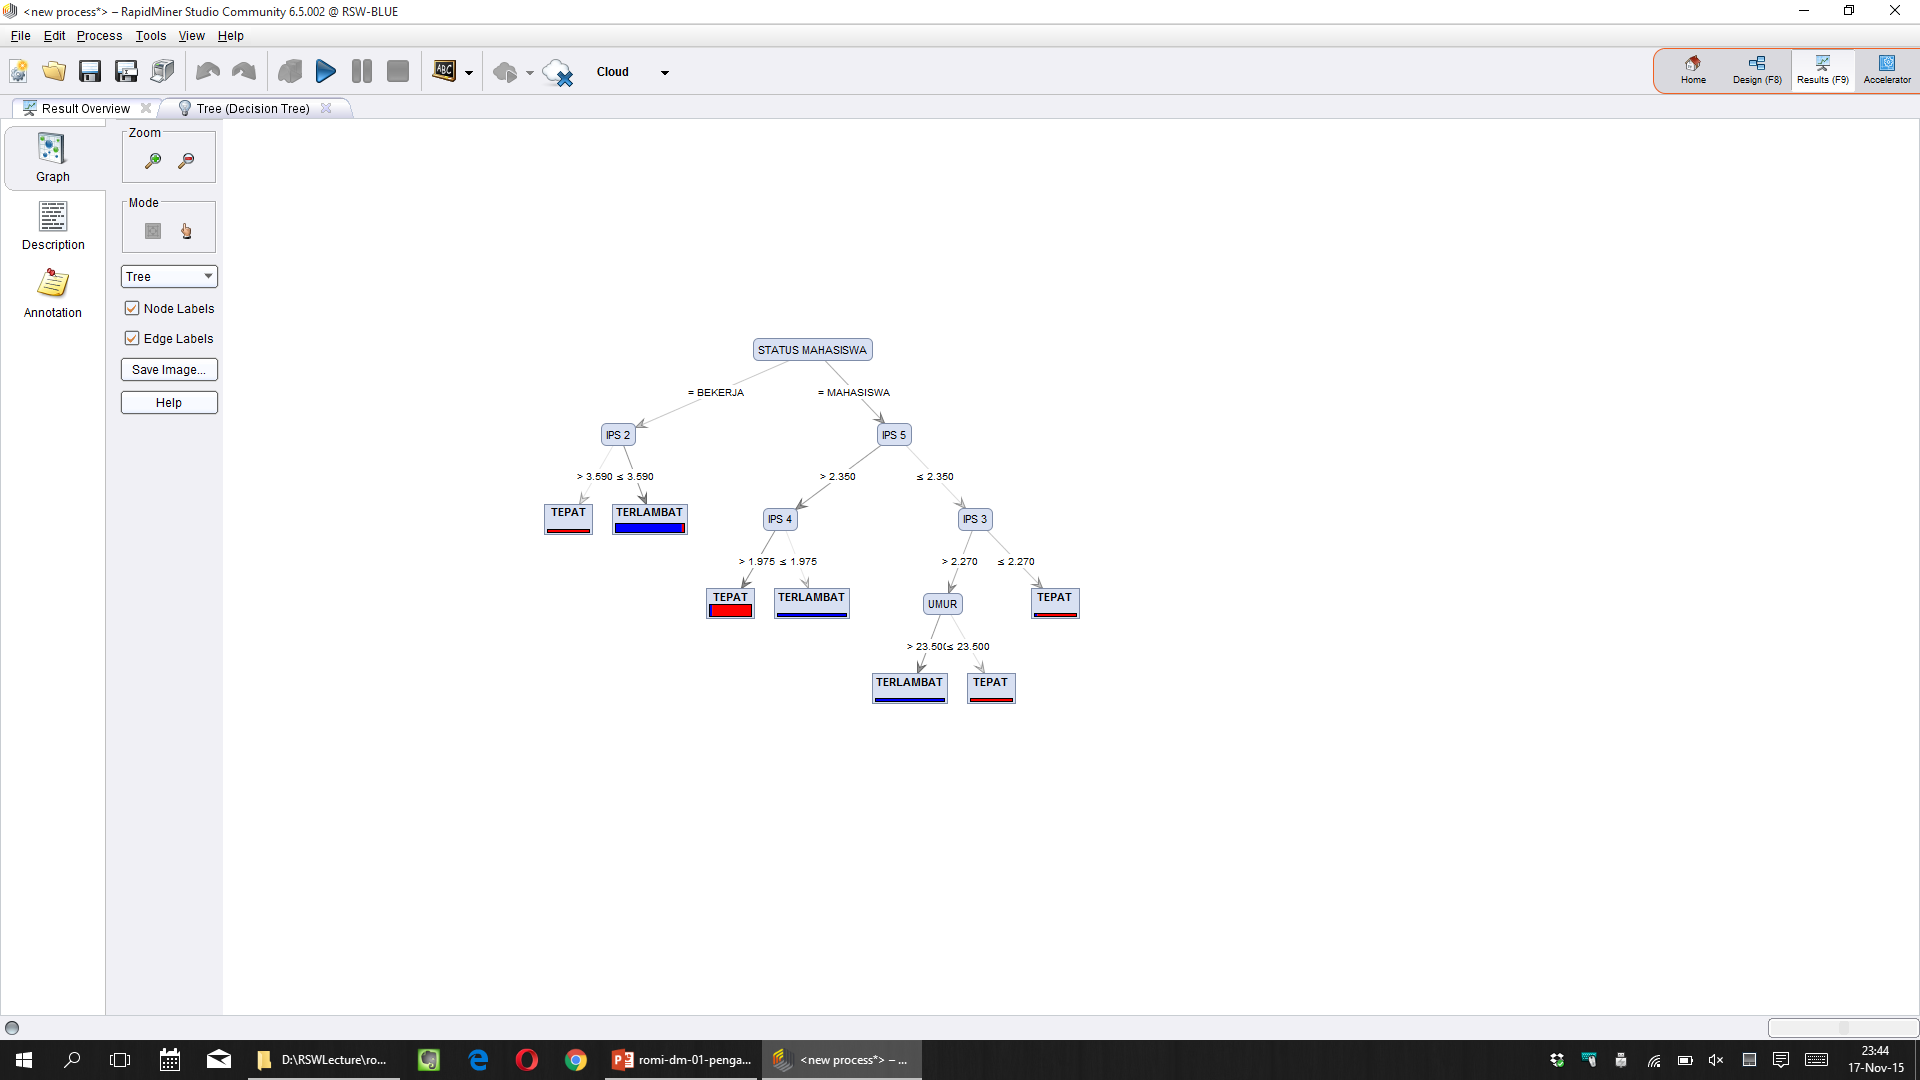 <new process*> – RapidMiner Studio Community 6.5.002 @ RSW-BLUE
File Edit Process Tools View Help
ABC
Cloud
Home Design (F8) Results (F9) Accelerator
Result Overview
Tree (Decision Tree)
Graph
Description
Annotation
Zoom
Mode
Tree
Node Labels
Edge Labels
Save Image...
Help
STATUS MAHASISWA
= BEKERJA
= MAHASISWA
IPS 2
IPS 5
> 3.590 ≤ 3.590
> 2.350
≤ 2.350
TEPAT
TERLAMBAT
IPS 4
IPS 3
> 1.975 ≤ 1.975
> 2.270
≤ 2.270
TEPAT
TERLAMBAT
UMUR
TEPAT
> 23.50(≤ 23.500
TERLAMBAT
TEPAT
D:\RSWLecture\ro...
romi-dm-01-penga...
<new process*> – ...
23:44
17-Nov-15